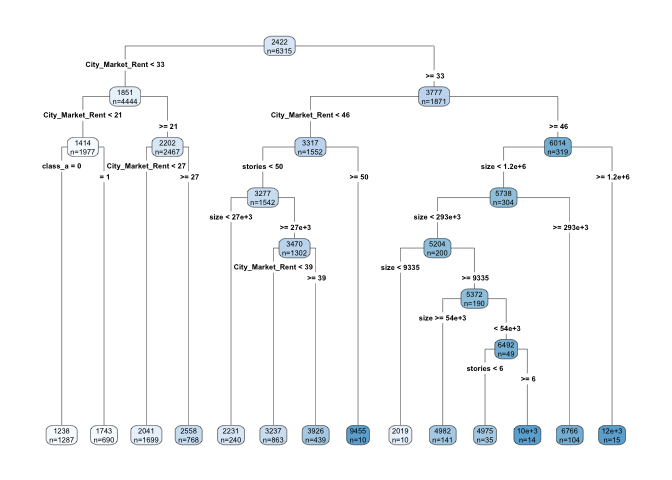 2422
n=6315
City_Market_Rent < 33
>= 33
1851
n=4444
3777
n=1871
City_Market_Rent < 21
>= 21
City_Market_Rent < 46
>= 46
1414
n=1977
2202
n=2467
3317
n=1552
6014
n=319
class_a = 0
= 1
City_Market_Rent < 27
>= 27
stories < 50
>= 50
size < 1.2e+6
>= 1.2e+6
3277
n=1542
5738
n=304
size < 27e+3
>= 27e+3
size < 293e+3
>= 293e+3
3470
n=1302
5204
n=200
City_Market_Rent < 39
>= 39
size < 9335
>= 9335
5372
n=190
size >= 54e+3
< 54e+3
6492
n=49
stories < 6
>= 6
1238
n=1287
1743
n=690
2041
n=1699
2558
n=768
2231
n=240
3237
n=863
3926
n=439
9455
n=10
2019
n=10
4982
n=141
4975
n=35
10e+3
n=14
6766
n=104
12e+3
n=15